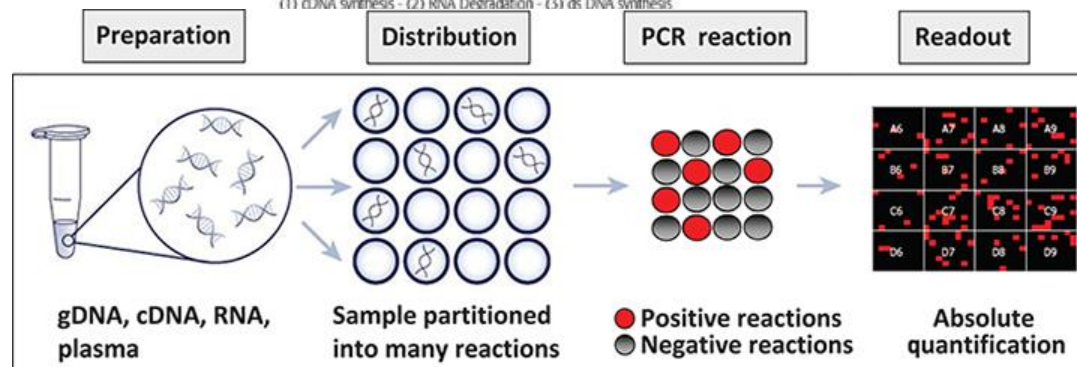 (1) cDNA synthesis - (2) RNA Degradation - (3) ds DNA synthesis
Preparation
Distribution
PCR reaction
Readout
A6 A7 A8 A9
B6 B7 B8 B9
C6 C7 C8 C9
D6 D7 D8 D9
gDNA, cDNA, RNA,
plasma
Sample partitioned
into many reactions
Positive reactions
Negative reactions
Absolute
quantification